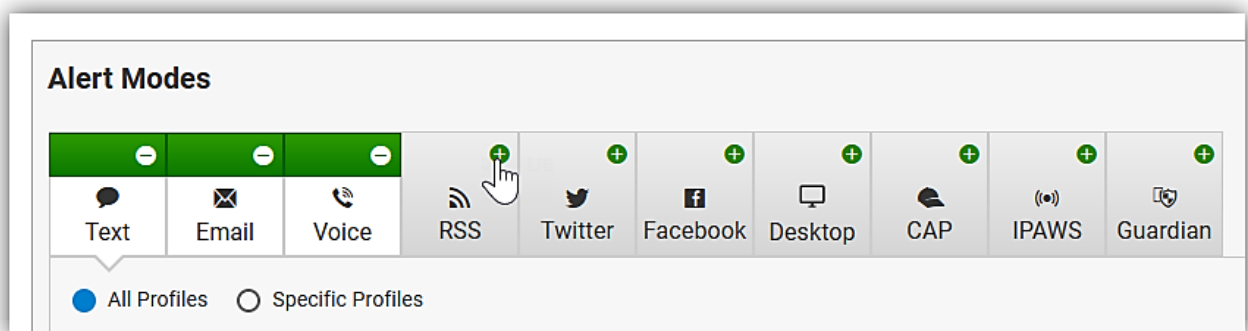 Alert Modes
Text Email Voice RSS Twitter Facebook Desktop CAP IPAWS Guardian
All Profiles Specific Profiles